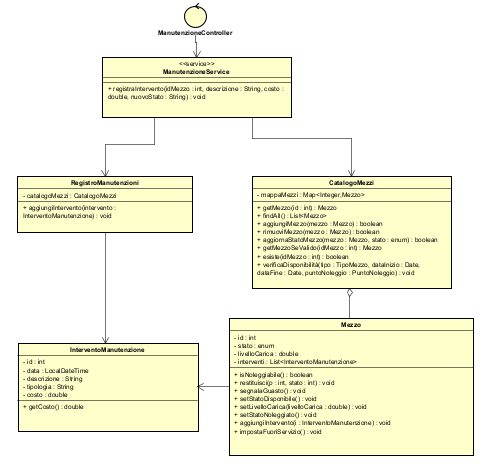 ManutenzioneController
<<service>>
ManutenzioneService
+ registraIntervento(idMezzo : int, descrizione : String, costo :
double, nuovoStato : String) : void
RegistroManutenzioni
- catalogoMezzi : CatalogoMezzi
+ aggiungiIntervento(intervento :
InterventoManutenzione) : void
CatalogoMezzi
- mappaMezzi : Map<Integer,Mezzo>
+ getMezzo(id : int) : Mezzo
+ findAll() : List<Mezzo>
+ aggiungiMezzo(mezzo : Mezzo) : boolean
+ rimuoviMezzo(mezzo : Mezzo) : boolean
+ aggiornaStatoMezzo(mezzo : Mezzo, stato : enum) : boolean
+ getMezzoSeValido(idMezzo : int) : Mezzo
+ esiste(idMezzo : int) : boolean
+ verificaDisponibilità(tipo : TipoMezzo, dataInizio : Date,
dataFine : Date, puntoNoleggio : PuntoNoleggio) : void
InterventoManutenzione
- id : int
- data : LocalDateTime
- descrizione : String
- tipologia : String
- costo : double
+ getCosto() : double
Mezzo
- id : int
- stato : enum
- livelloCarica : double
- interventi : List<InterventoManutenzione>
+ isNoleggiabile() : boolean
+ restituisci(p : int, stato : int) : void
+ segnalaGuasto() : void
+ setStatoDisponibile() : void
+ setLivelloCarica(livelloCarica : double) : void
+ setStatoNoleggiato() : void
+ aggiungiIntervento(i : InterventoManutenzione) : void
+ impostaFuoriServizio() : void